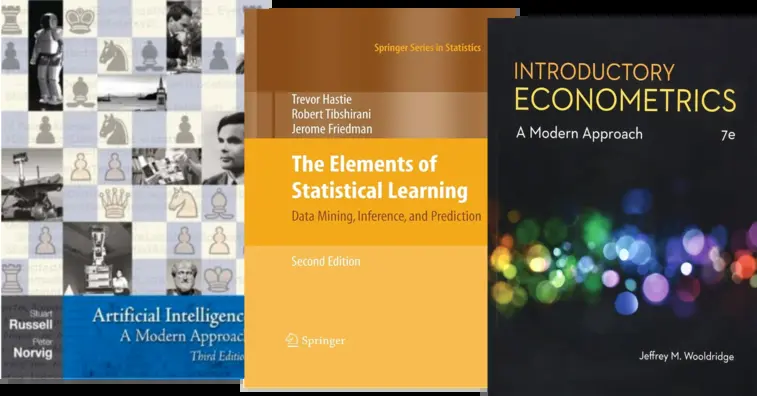 Stuart
Russell
Peter
Norvig
Artificial Intelligenc
A Modern Approac
Third Editio
Springer Series in Statistics
Trevor Hastie
Robert Tibshirani
Jerome Friedman
The Elements of
Statistical Learning
Data Mining, Inference, and Prediction
Second Edition
Springer
INTRODUCTORY
ECONOMETRICS
A Modern Approach 7e
Jeffrey M. Wooldridge